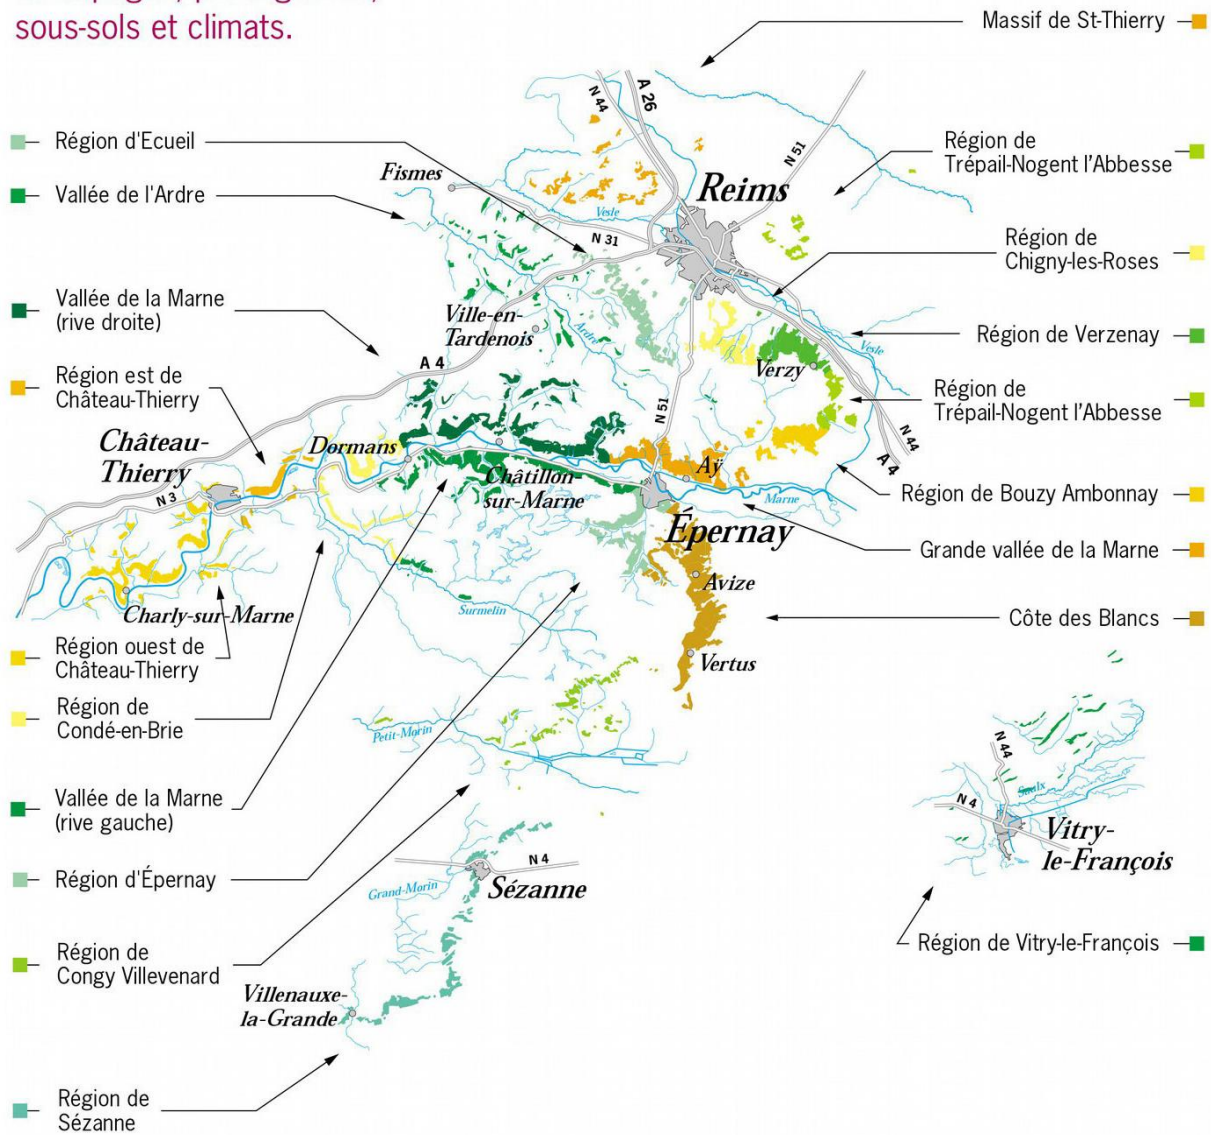 sous-sols et climats.
Massif de St-Thierry
Région d'Ecueil
Vallée de l'Ardre
Vallée de la Marne
(rive droite)
Région est de
Château-Thierry
Région ouest de
Château-Thierry
Région de
Condé-en-Brie
Vallée de la Marne
(rive gauche)
Région d'Épernay
Région de
Congy Villevenard
Région de
Sézanne
Région de
Trépail-Nogent l'Abbesse
Région de
Chigny-les-Roses
Région de Verzenay
Région de
Trépail-Nogent l'Abbesse
Région de Bouzy Ambonnay
Grande vallée de la Marne
Côte des Blancs
Région de Vitry-le-François
N 44
A 26
N 51
Fismes
Reims
Vesle
N 31
Ville-en-
Tardenois
Ardre
A 4
Verzy
Vesle
N 51
N 44
A 4
Château-
Thierry
Dormans
N 3
Châtillon-
sur-Marne
Aÿ
Marne
Épernay
Avize
Charly-sur-Marne
Surmelin
Vertus
Petit-Morin
N 44
N 4
Saulx
Vitry-
le-François
N 4
Grand-Morin
Sézanne
Villenauxe-
la-Grande